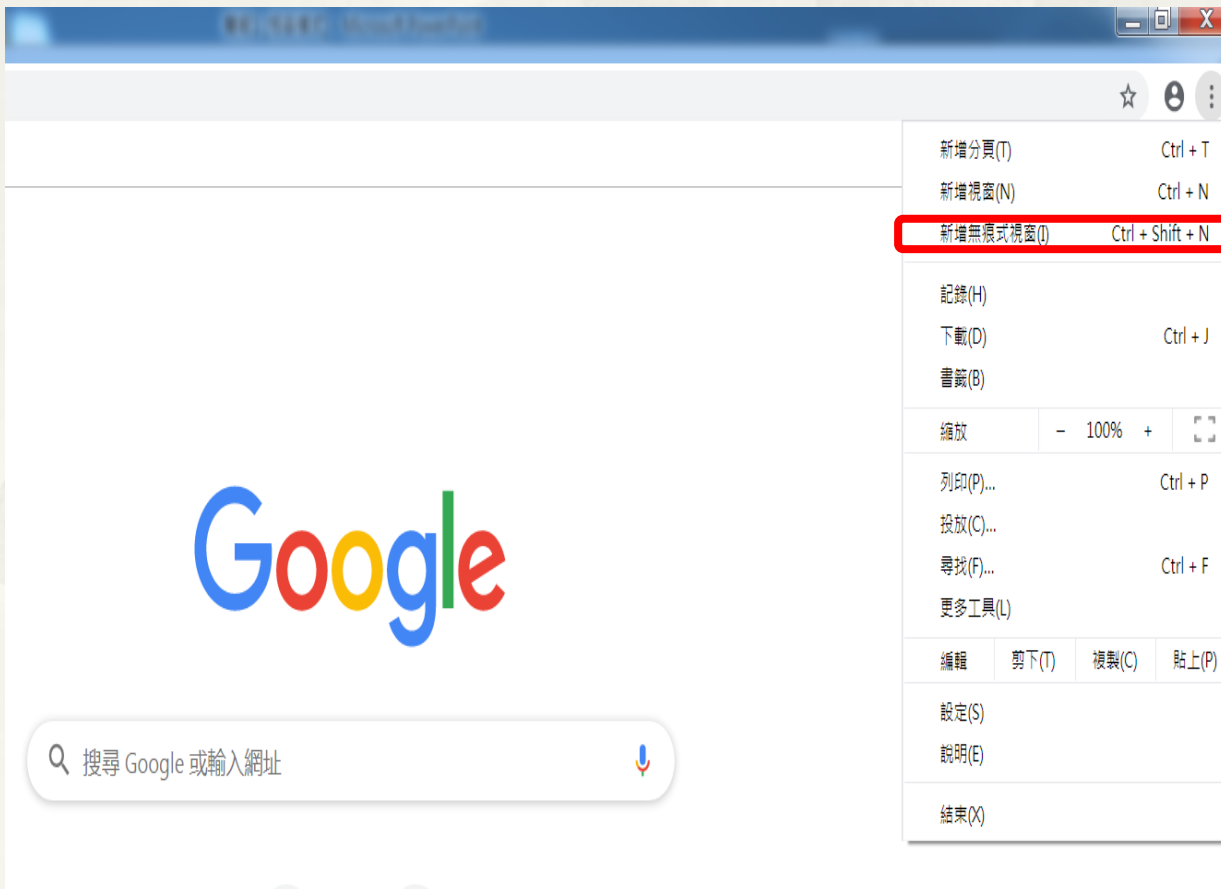 新增分頁(T) Ctrl + T
新增視窗(N) Ctrl + N
新增無痕式視窗(I) Ctrl + Shift + N
記錄(H)
下載(D) Ctrl + J
書籤(B)
縮放 – 100% +
列印(P)... Ctrl + P
投放(C)...
尋找(F)... Ctrl + F
更多工具(L)
編輯 剪下(T) 複製(C) 貼上(P)
設定(S)
說明(E)
結束(X)
Google
搜尋 Google 或輸入網址